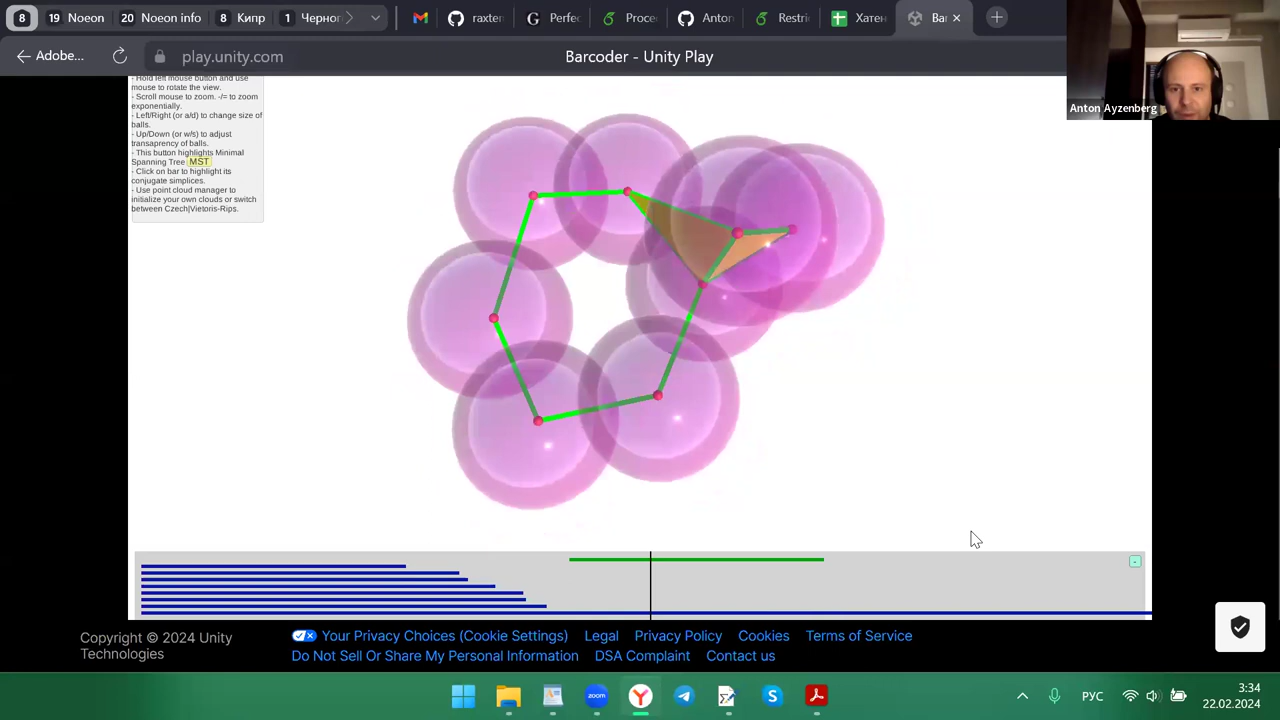 8
19 Noeon
20 Noeon info
8 Кипр
1 Черног
raxten
Perfec
Proce
Anton
Restri
Хатен
Ba
Adobe...
play.unity.com
Barcoder - Unity Play
Anton Ayzenberg
- Hold left mouse button and use
mouse to rotate the view.
- Scroll mouse to zoom. -/= to zoom
exponentially.
- Left/Right (or a/d) to change size of
balls.
- Up/Down (or w/s) to adjust
transaprency of balls.
- This button highlights Minimal
Spanning Tree MST
- Click on bar to highlight its
conjugate simplices.
- Use point cloud manager to
initialize your own clouds or switch
between Czech|Vietoris-Rips.
Copyright © 2024 Unity
Technologies
Your Privacy Choices (Cookie Settings)
Legal
Privacy Policy
Cookies
Terms of Service
Do Not Sell Or Share My Personal Information
DSA Complaint
Contact us
zoom
РУС
3:34
22.02.2024